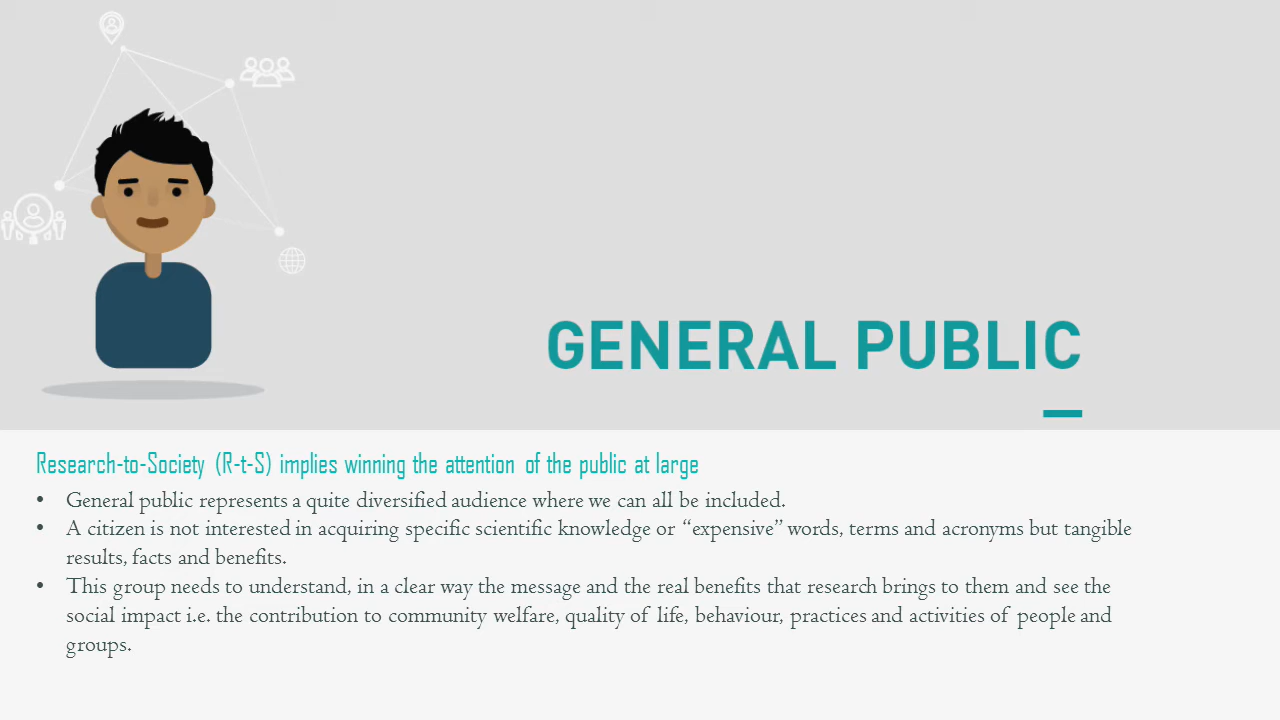 GENERAL PUBLIC
Research-to-Society (R-t-S) implies winning the attention of the public at large
• General public represents a quite diversified audience where we can all be included.
• A citizen is not interested in acquiring specific scientific knowledge or “expensive” words, terms and acronyms but tangible
results, facts and benefits.
• This group needs to understand, in a clear way the message and the real benefits that research brings to them and see the
social impact i.e. the contribution to community welfare, quality of life, behaviour, practices and activities of people and
groups.